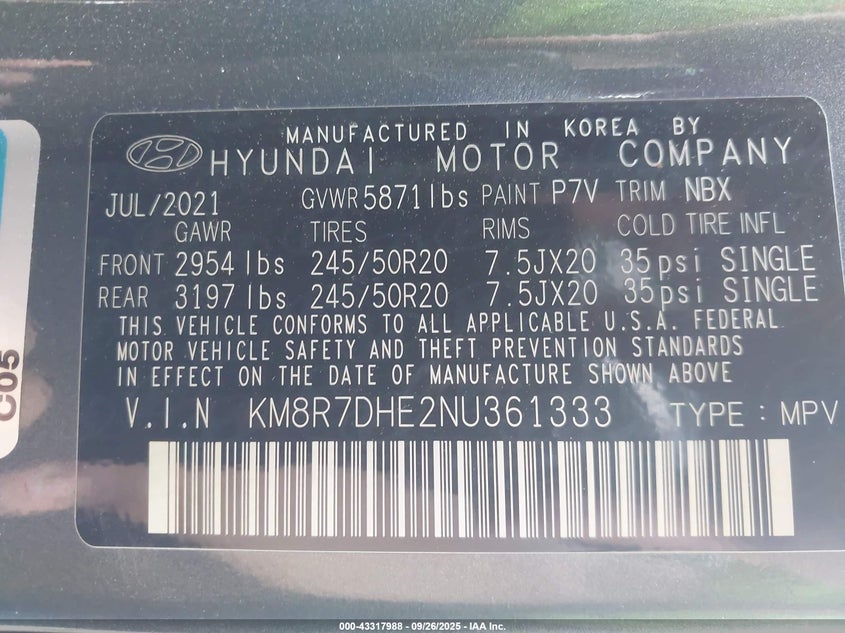 MANUFACTURED IN KOREA BY
HYUNDAI MOTOR COMPANY
JUL/2021 GVWR 5871lbs PAINT P7V TRIM NBX
GAWR TIRES RIMS COLD TIRE INFL
FRONT 2954 lbs 245/50R20 7.5JX20 35psi SINGLE
REAR 3197 lbs 245/50R20 7.5JX20 35psi SINGLE
THIS VEHICLE CONFORMS TO ALL APPLICABLE U.S.A. FEDERAL
MOTOR VEHICLE SAFETY AND THEFT PREVENTION STANDARDS
IN EFFECT ON THE DATE OF MANUFACTURE SHOWN ABOVE
V.I.N KM8R7DHE2NU361333 TYPE : MPV
C05
000-43317988 - 09/26/2025 - IAA Inc.